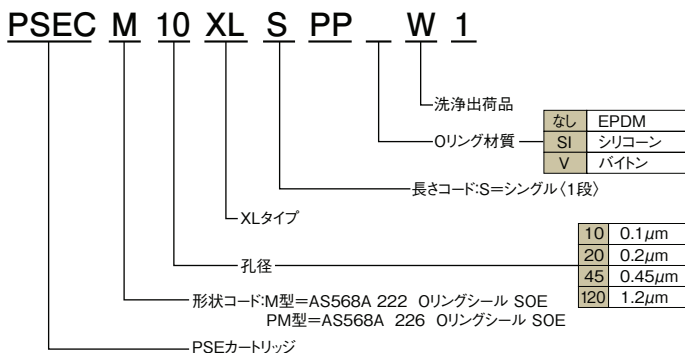 PSEC M 10 XL S PP _ W 1
洗浄出荷品
Oリング材質
なし EPDM
SI シリコーン
V バイトン
長さコード:S=シングル〈1段〉
XLタイプ
孔径
10 0.1μm
20 0.2μm
45 0.45μm
120 1.2μm
形状コード:M型=AS568A 222 Oリングシール SOE
PM型=AS568A 226 Oリングシール SOE
PSEカートリッジ